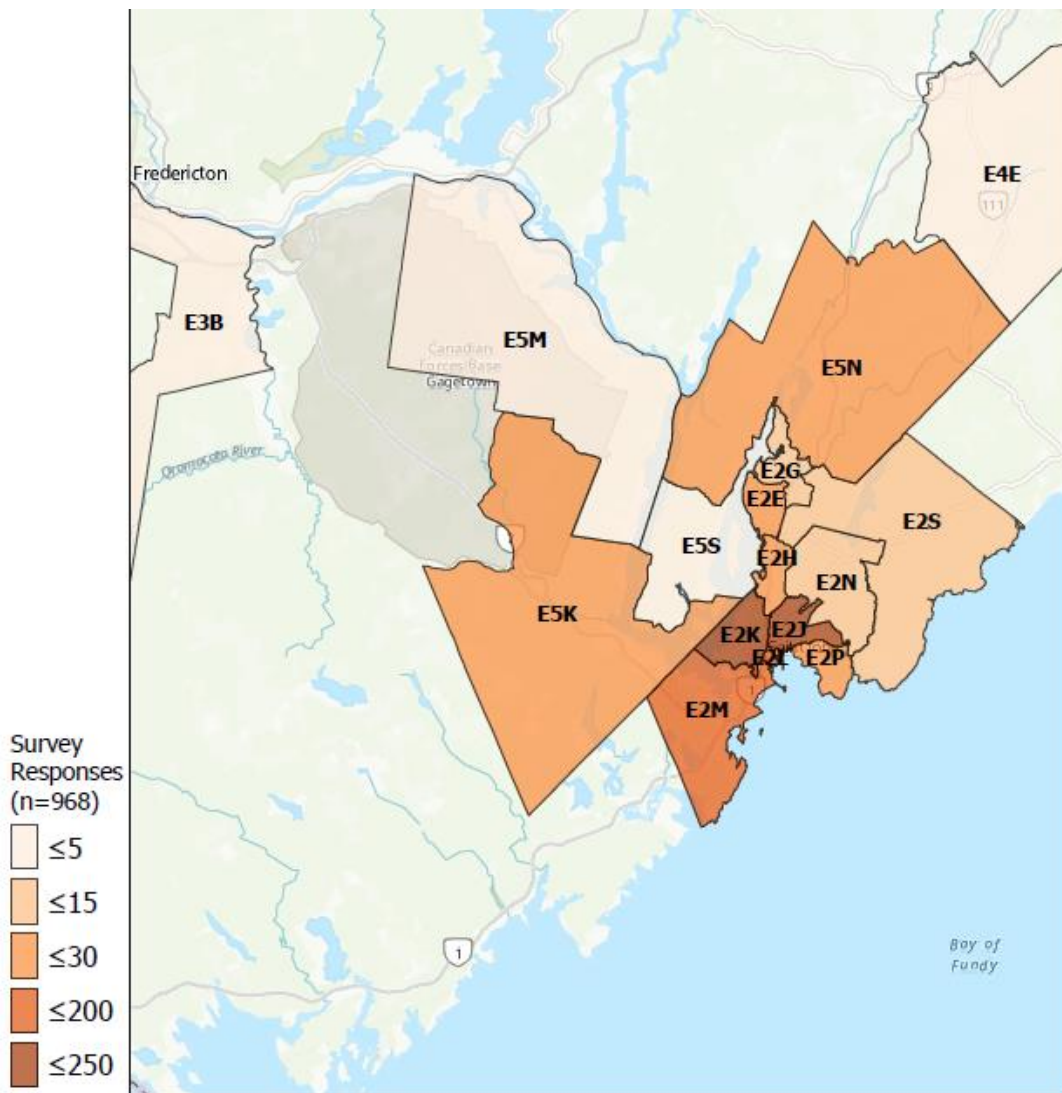 Fredericton
E4E
111
E3B
E5M
Canadian
Forces Base
Gagetown
E5N
Oromocto River
E2G
E2E
E2S
E5S
E2H
E2N
E5K
E2K
E2J
E2L
E2P
E2M
1
Survey
Responses
(n=968)
≤5
≤15
≤30
≤200
≤250
Bay of
Fundy
1